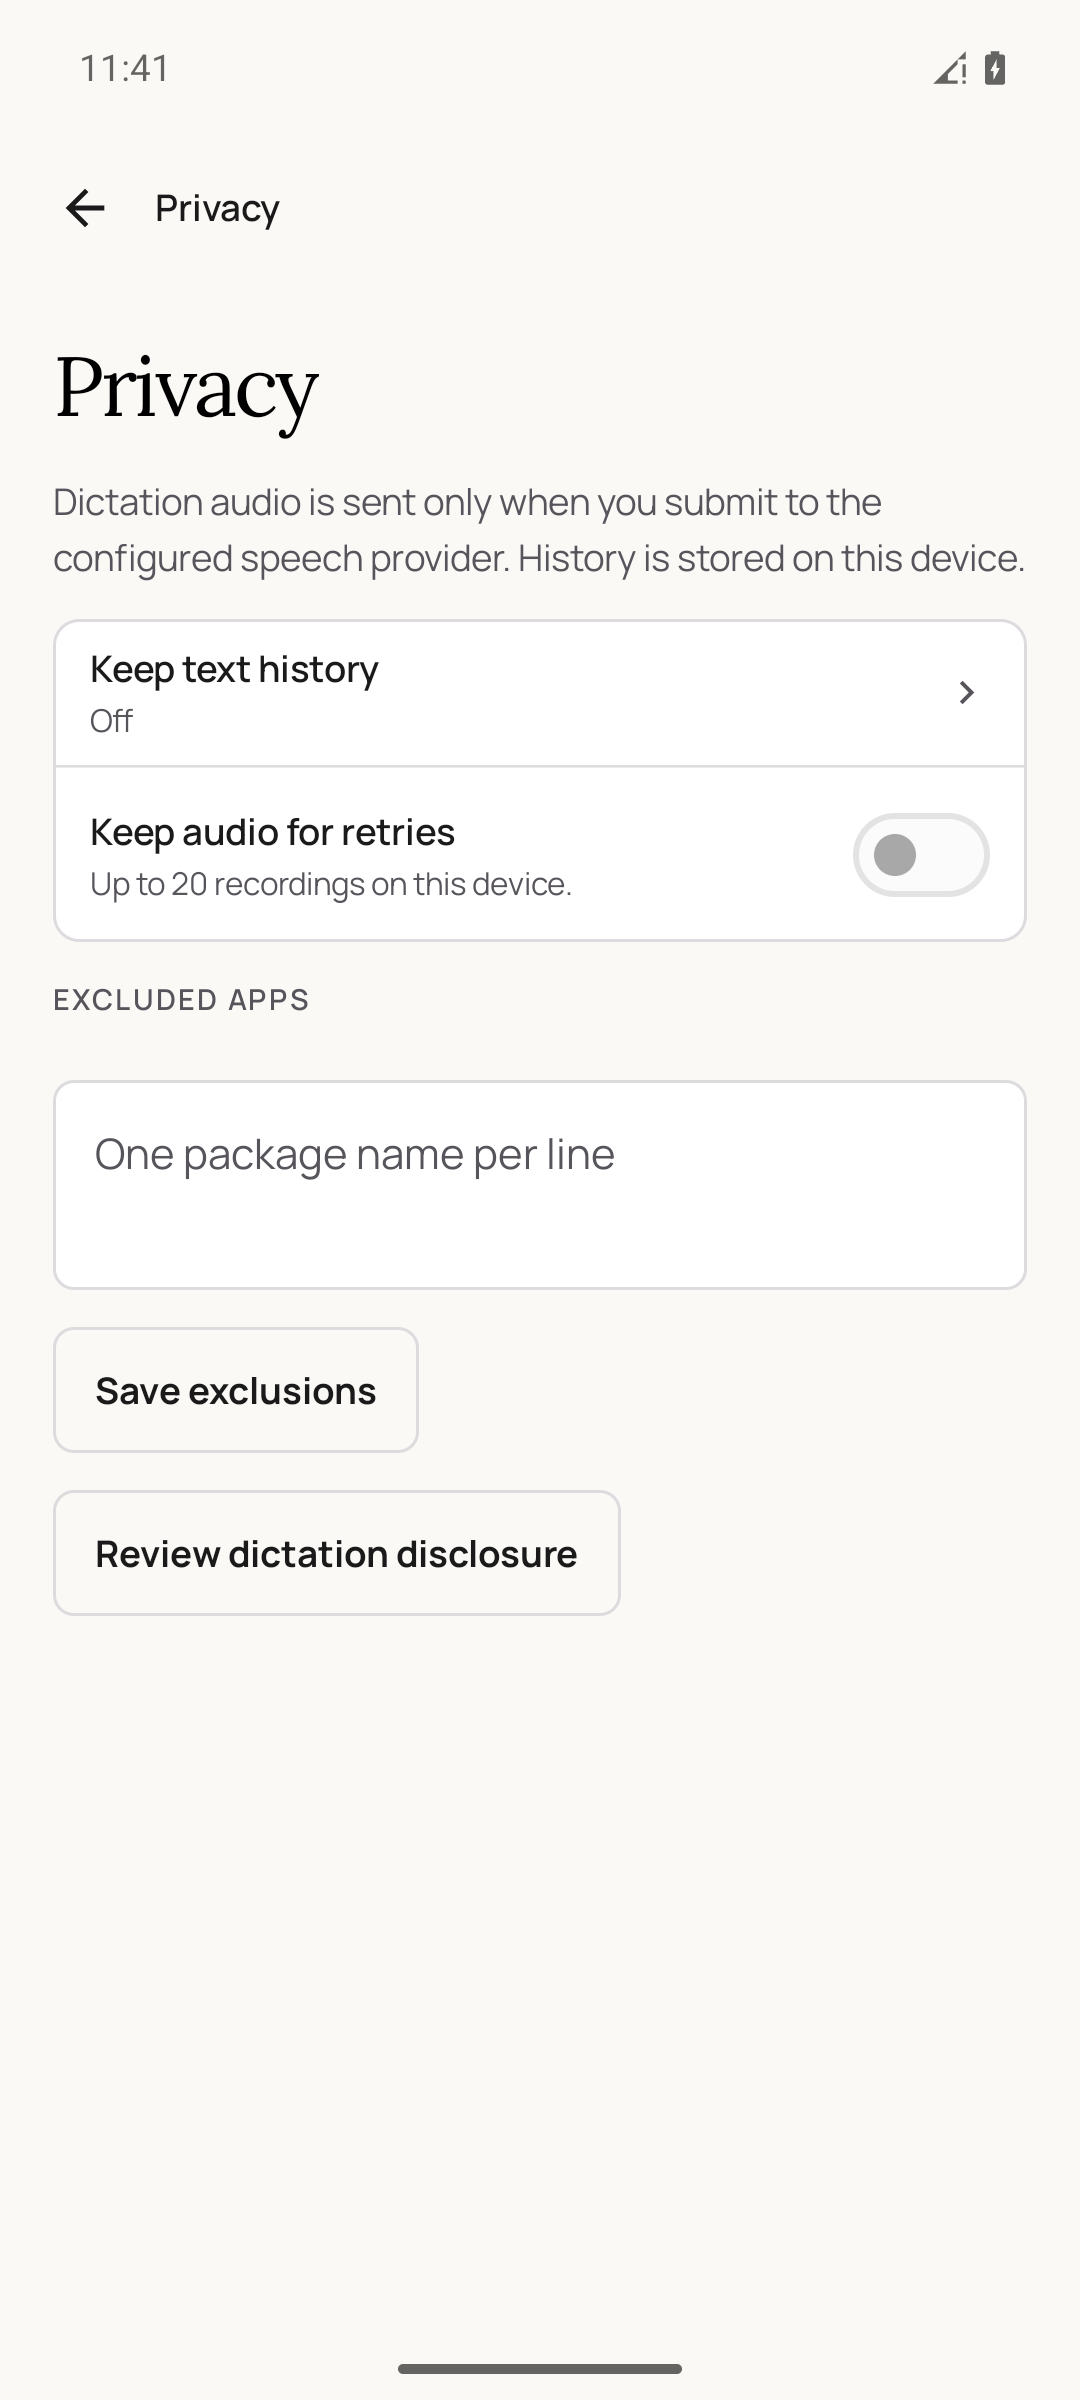 11:41
Privacy
Privacy
Dictation audio is sent only when you submit to the
configured speech provider. History is stored on this device.
Keep text history
Off
Keep audio for retries
Up to 20 recordings on this device.
EXCLUDED APPS
One package name per line
Save exclusions
Review dictation disclosure